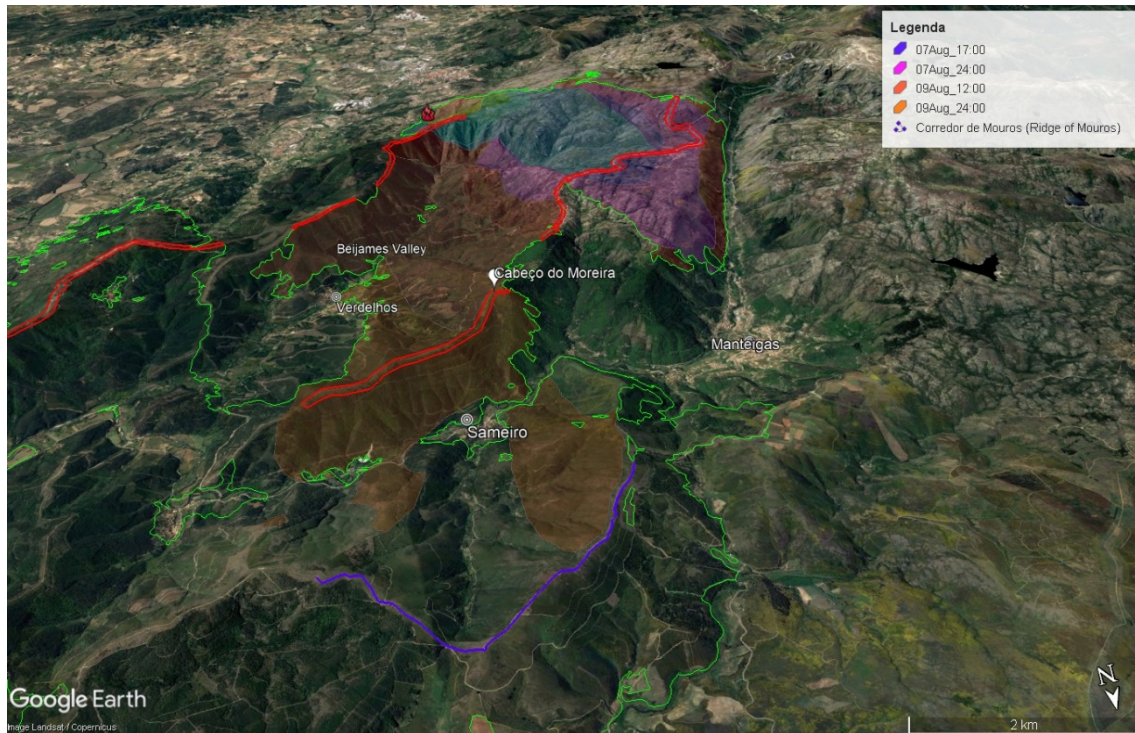 Legenda
07Aug_17:00
07Aug_24:00
09Aug_12:00
09Aug_24:00
Corredor de Mouros (Ridge of Mouros)
Beijames Valley
Cabeço do Moreira
Verdelhos
Manteigas
Sameiro
N
Google Earth
Image Landsat / Copernicus
2 km